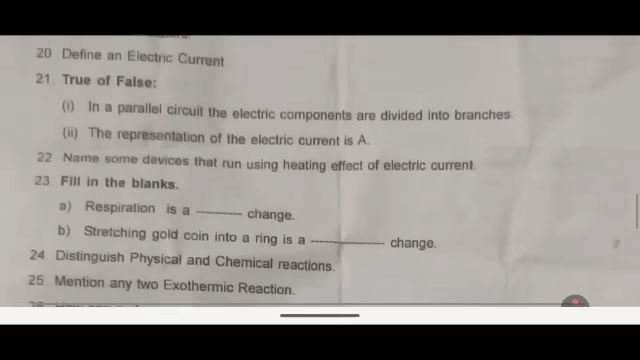 20 Define an Electric Current
21. True of False:
(i) In a parallel circuit the electric components are divided into branches.
(ii) The representation of the electric current is A.
22 Name some devices that run using heating effect of electric current.
23. Fill in the blanks.
a) Respiration is a ---------- change.
b) Stretching gold coin into a ring is a ---------------- change.
24 Distinguish Physical and Chemical reactions.
25. Mention any two Exothermic Reaction.